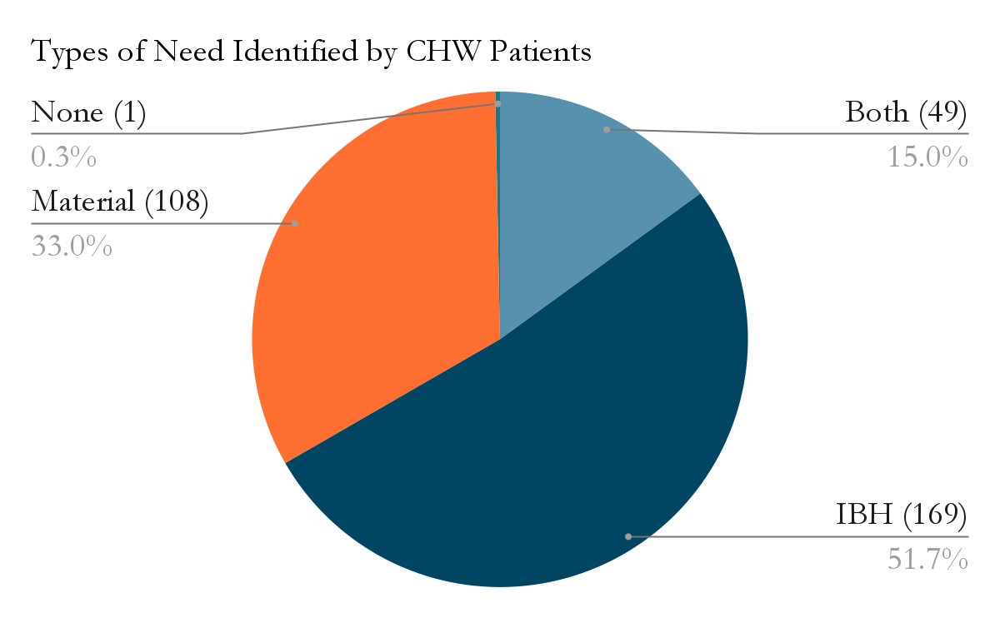 Types of Need Identified by CHW Patients
None (1)
0.3%
Material (108)
33.0%
Both (49)
15.0%
IBH (169)
51.7%